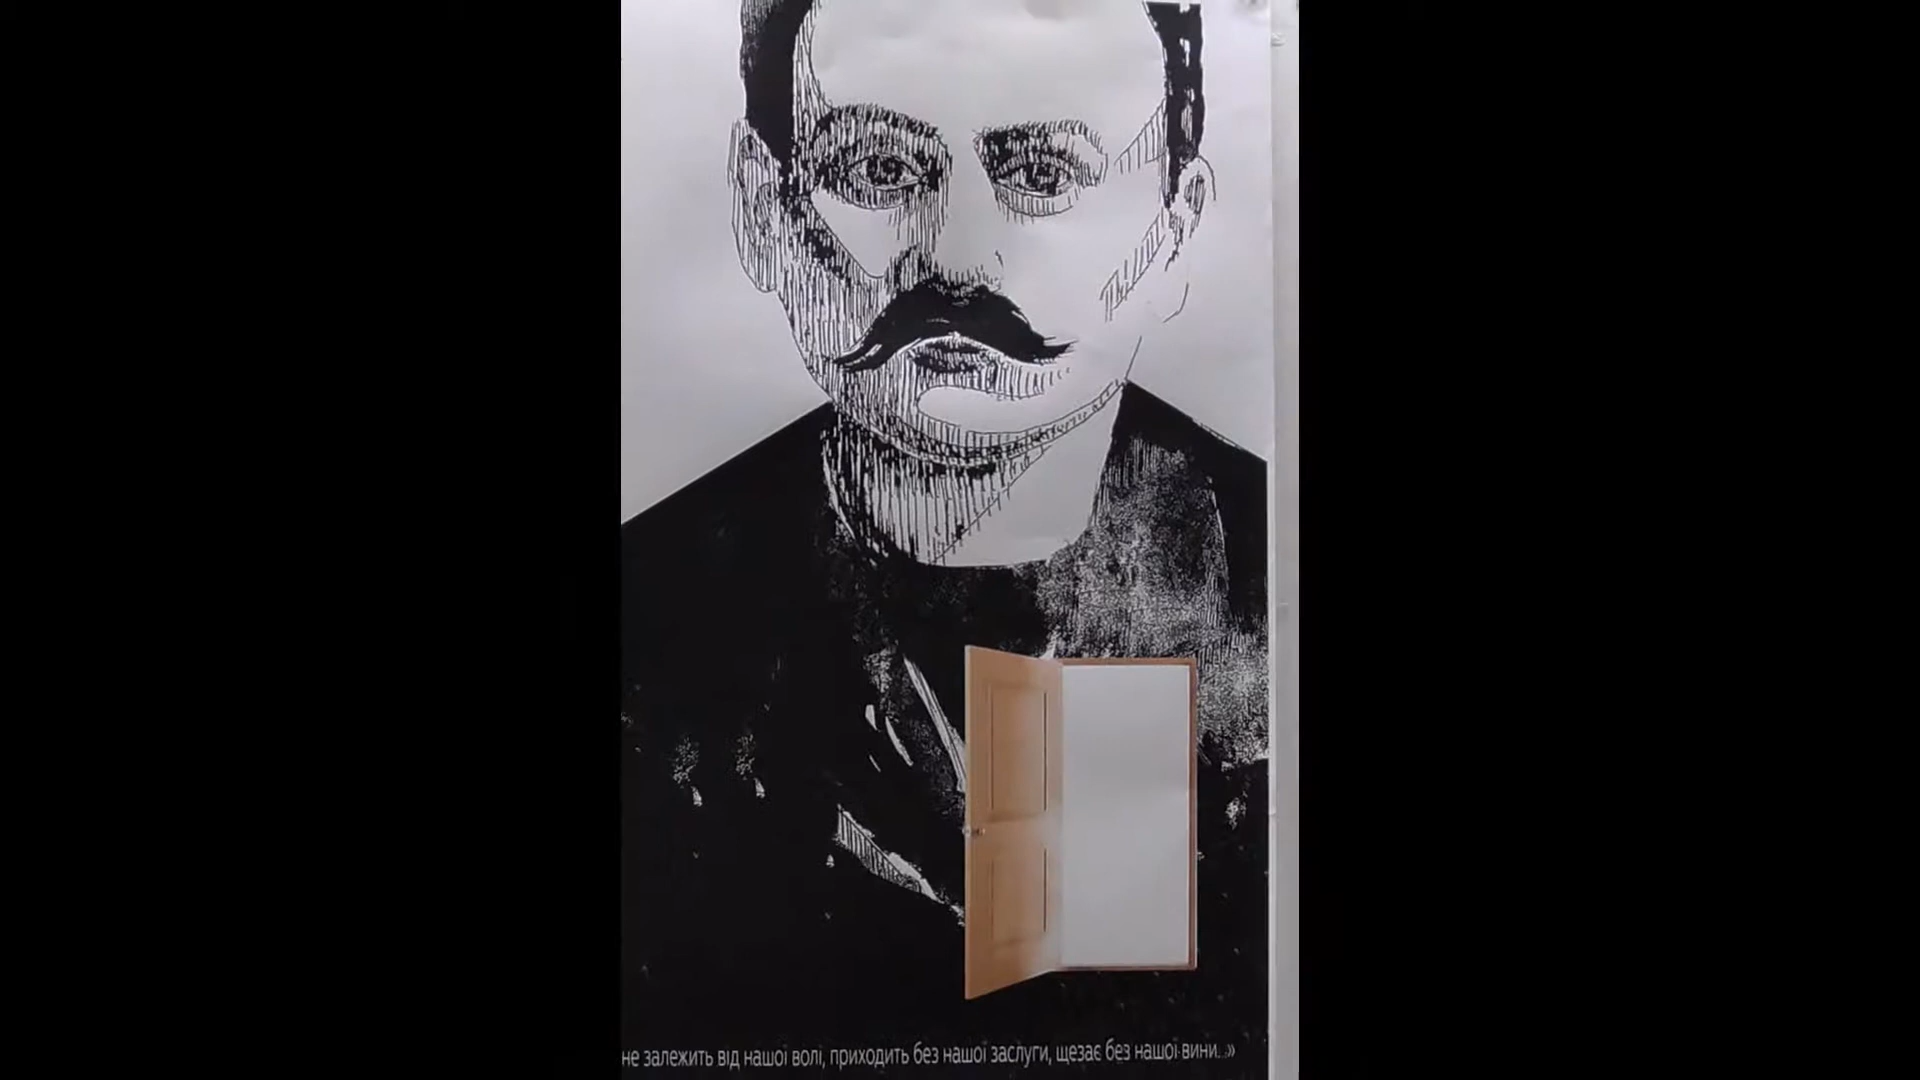 не залежить від нашої волі, приходить без нашої заслуги, щезає без нашої вини...»